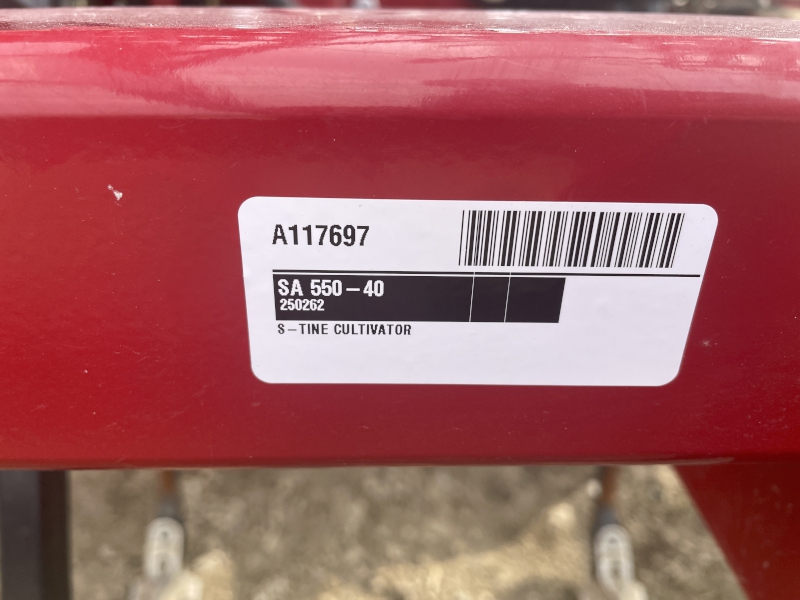 A117697
SA 550-40
250262
S-TINE CULTIVATOR